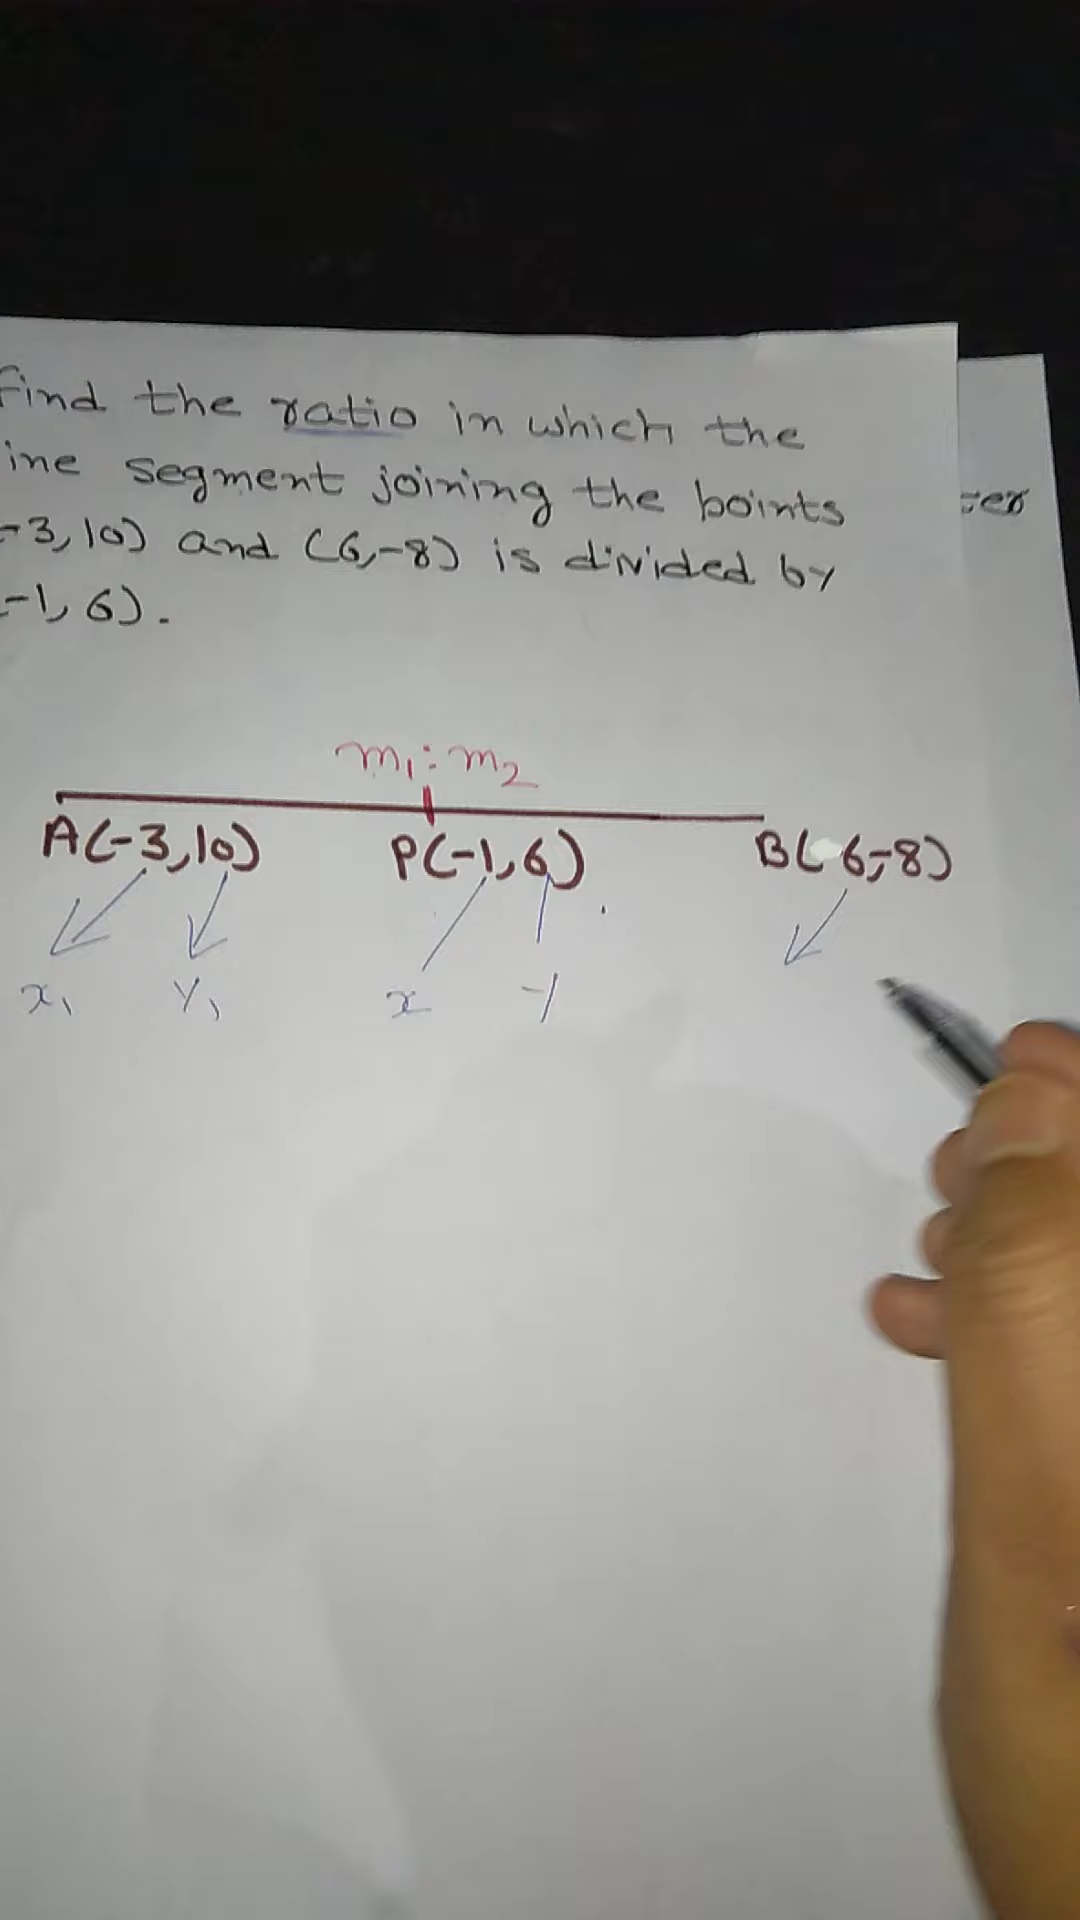 Find the ratio in which the
ine segment joining the points
-3,10) and (6,-8) is divided by
-1, 6).
m₁ : m₂
A(-3,10) P(-1,6) B(6,-8)
x₁ y₁ x y